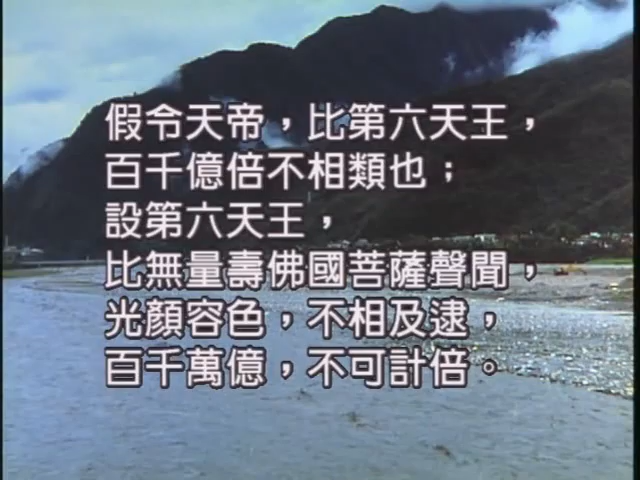 假令天帝，比第六天王，
百千億倍不相類也；
設第六天王，
比無量壽佛國菩薩聲聞，
光顏容色，不相及逮，
百千萬億，不可計倍。